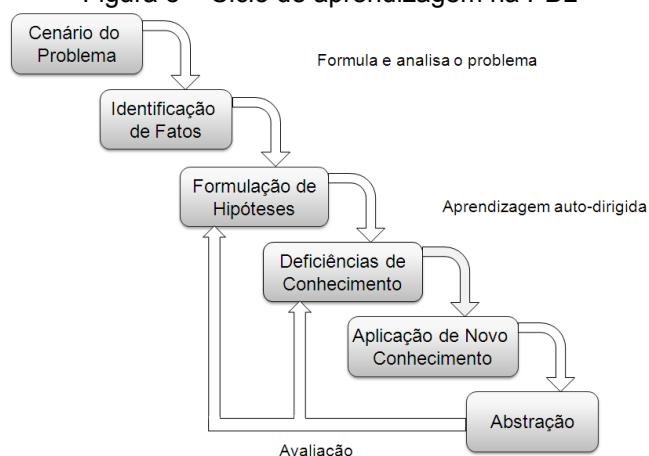 Cenário do
Problema
Formula e analisa o problema
Identificação
de Fatos
Formulação de
Hipóteses
Aprendizagem auto-dirigida
Deficiências de
Conhecimento
Aplicação de Novo
Conhecimento
Abstração
Avaliação